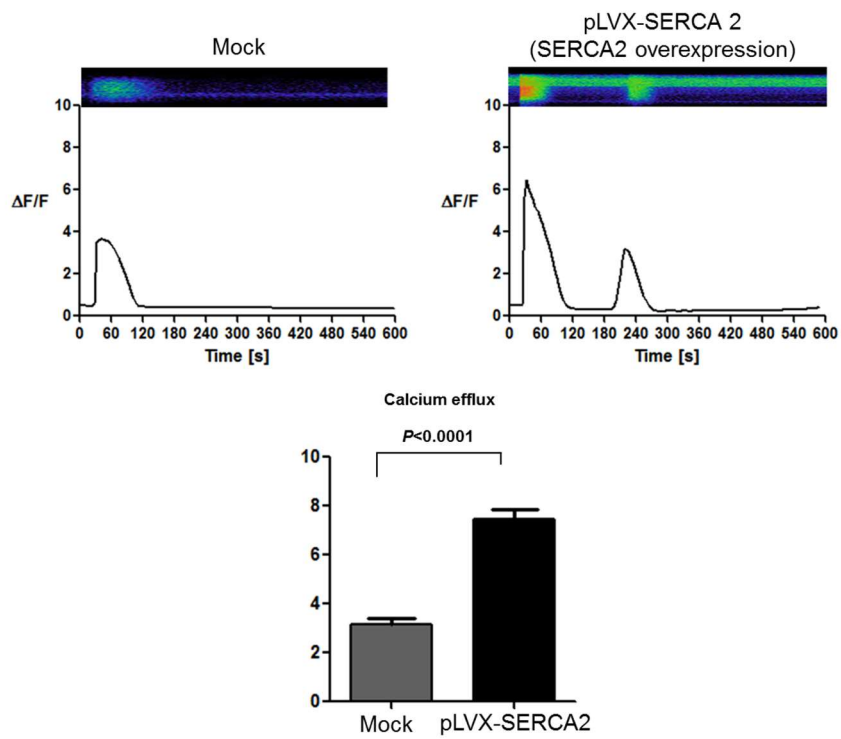 Mock
10
8
6
4
2
0
ΔF/F
0 60 120 180 240 300 360 420 480 540 600
Time [s]
pLVX-SERCA 2
(SERCA2 overexpression)
10
8
6
4
2
0
ΔF/F
0 60 120 180 240 300 360 420 480 540 600
Time [s]
Calcium efflux
P<0.0001
10
8
6
4
2
0
Mock pLVX-SERCA2